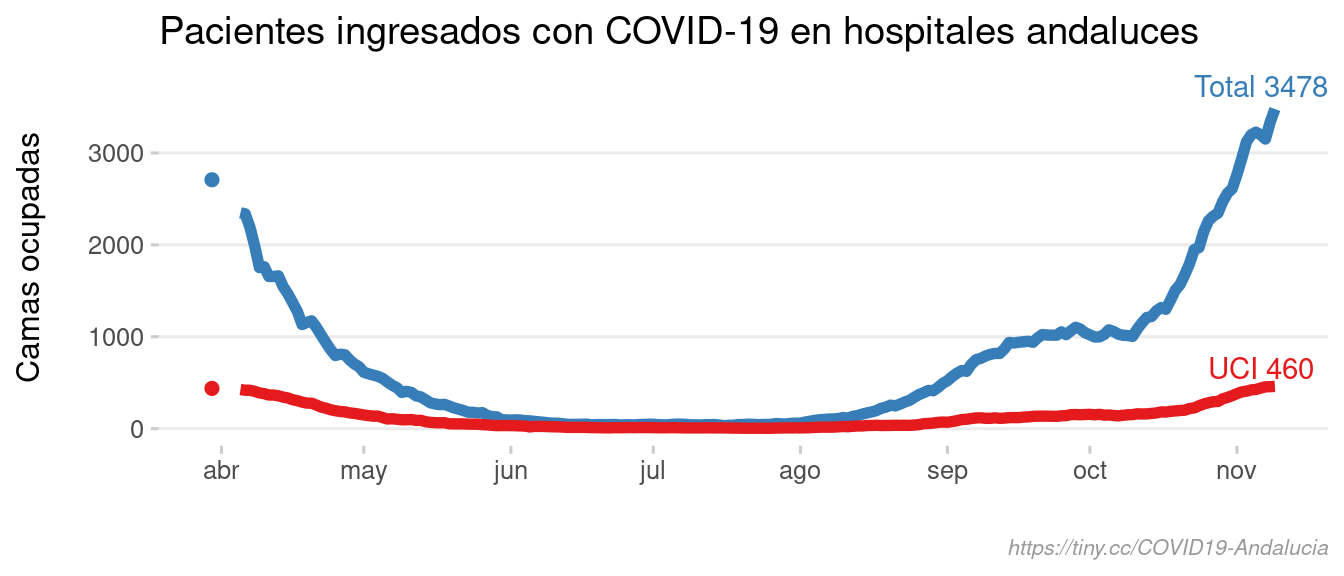 Pacientes ingresados con COVID-19 en hospitales andaluces
Total 3478
Camas ocupadas
3000
2000
1000
UCI 460
0
abr may jun jul ago sep oct nov
https://tiny.cc/COVID19-Andalucia